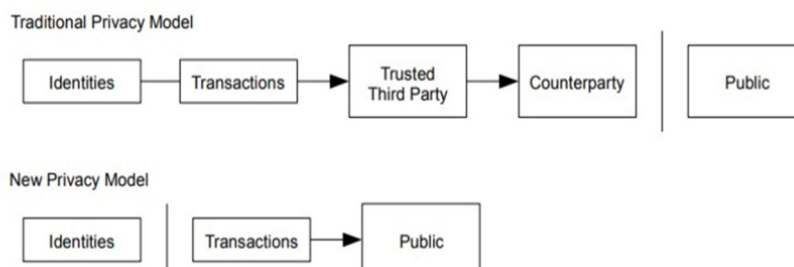 Traditional Privacy Model
Identities
Transactions
Trusted
Third Party
Counterparty
Public
New Privacy Model
Identities
Transactions
Public